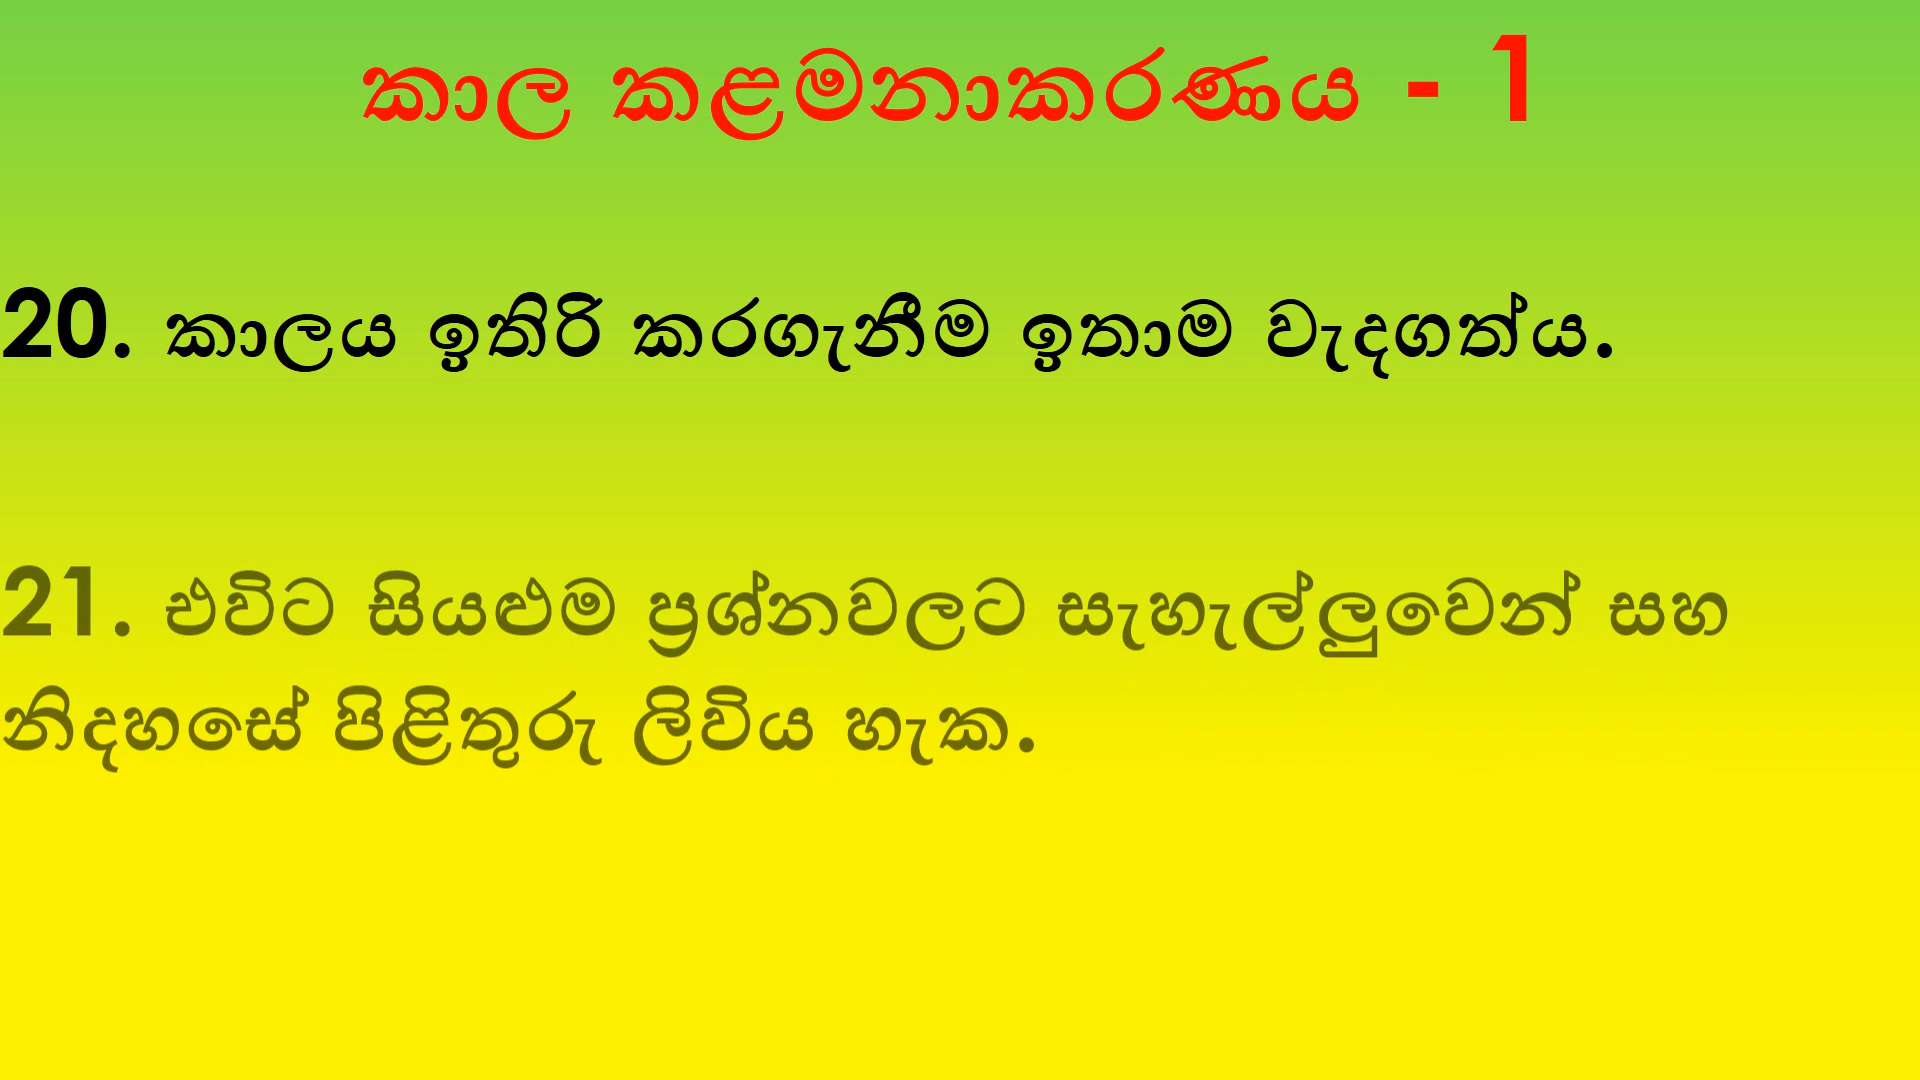 කාල කළමනාකරණය - 1
20. කාලය ඉතිරි කරගැනීම ඉතාම වැදගත්ය.
21. එවිට සියළුම ප්‍රශ්නවලට සැහැල්ලුවෙන් සහ
නිදහසේ පිළිතුරු ලිවිය හැක.